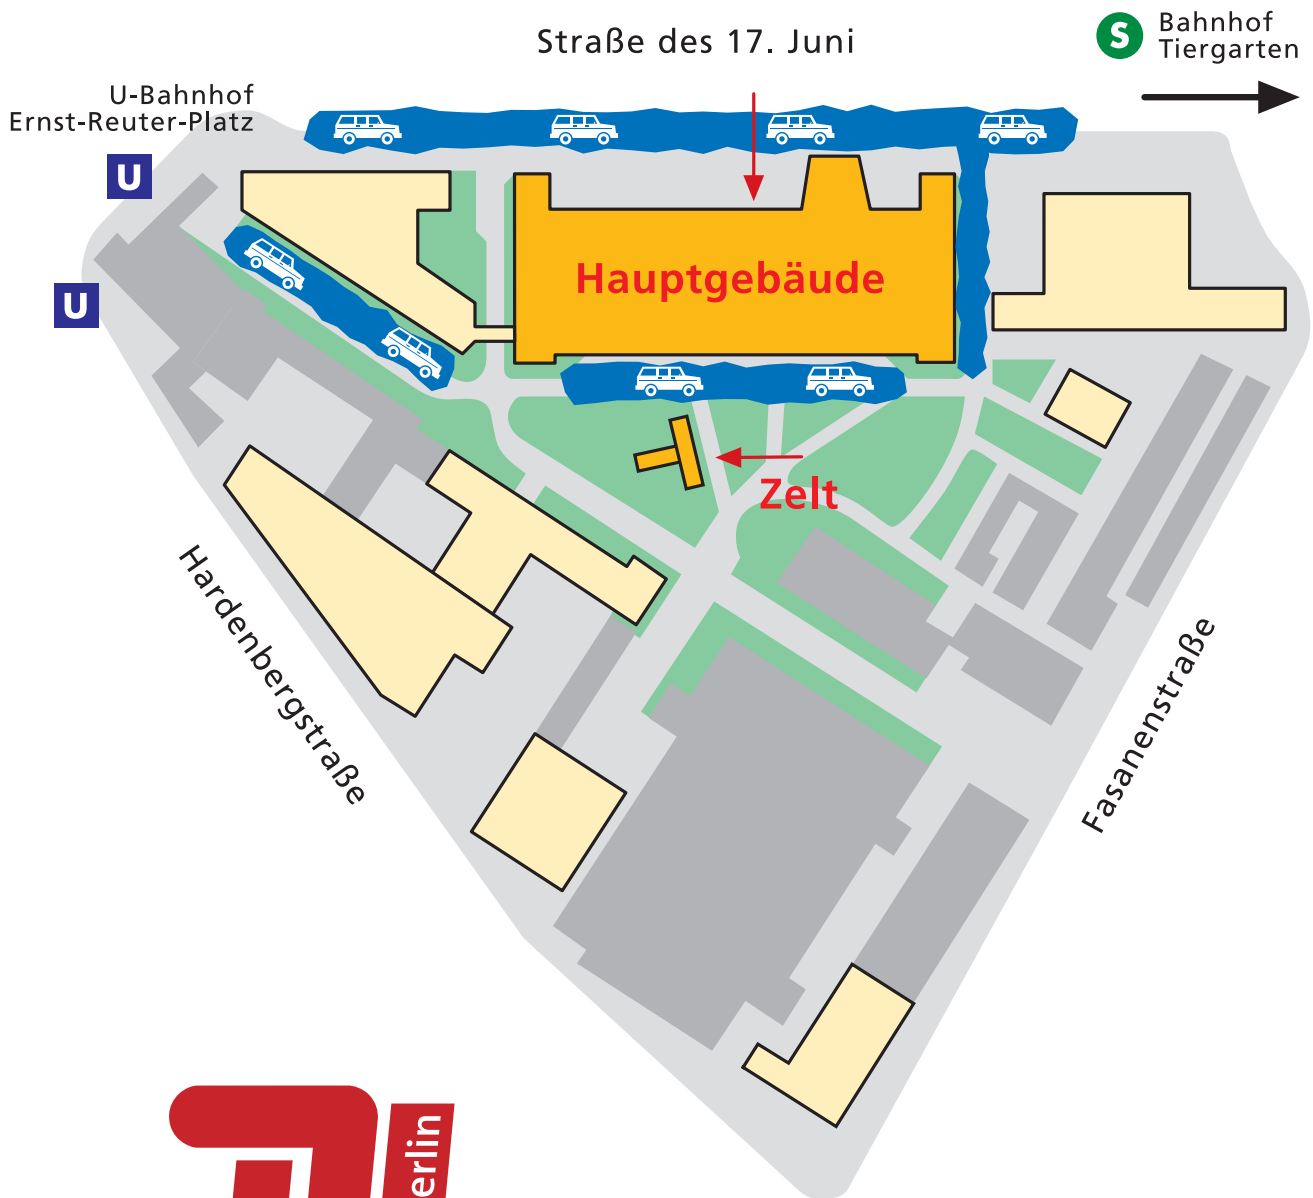 Straße des 17. Juni
S
Bahnhof
Tiergarten
U-Bahnhof
Ernst-Reuter-Platz
U
U
Hauptgebäude
Zelt
Hardenbergstraße
Fasanenstraße
erlin